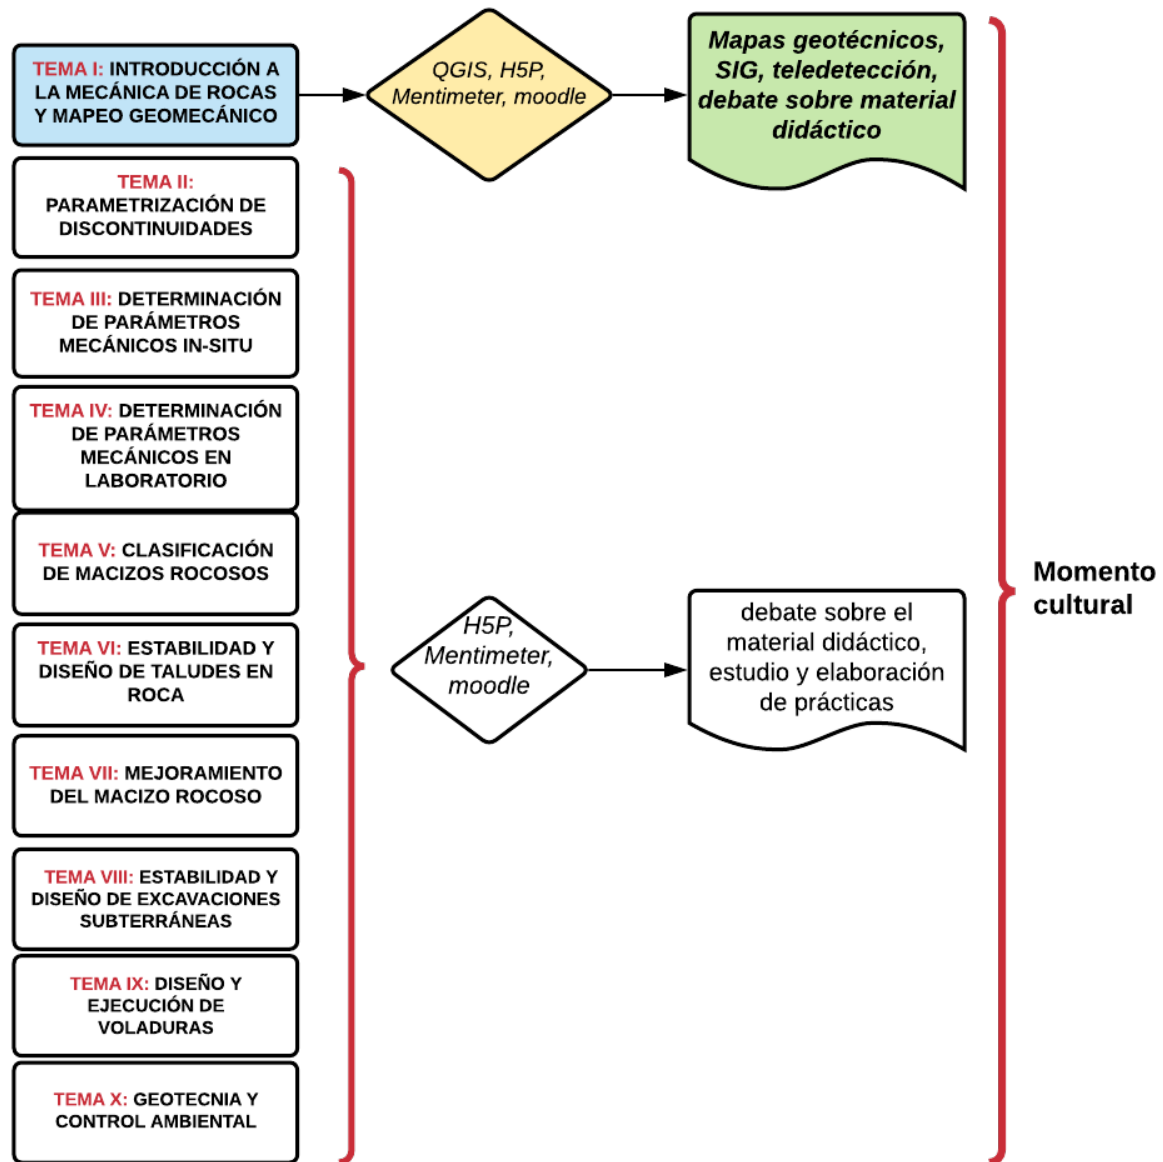 TEMA I: INTRODUCCIÓN A
LA MECÁNICA DE ROCAS
Y MAPEO GEOMECÁNICO
QGIS, H5P,
Mentimeter, moodle
Mapas geotécnicos,
SIG, teledetección,
debate sobre material
didáctico
TEMA II:
PARAMETRIZACIÓN DE
DISCONTINUIDADES
TEMA III: DETERMINACIÓN
DE PARÁMETROS
MECÁNICOS IN-SITU
TEMA IV: DETERMINACIÓN
DE PARÁMETROS
MECÁNICOS EN
LABORATORIO
TEMA V: CLASIFICACIÓN
DE MACIZOS ROCOSOS
TEMA VI: ESTABILIDAD Y
DISEÑO DE TALUDES EN
ROCA
TEMA VII: MEJORAMIENTO
DEL MACIZO ROCOSO
TEMA VIII: ESTABILIDAD Y
DISEÑO DE EXCAVACIONES
SUBTERRÁNEAS
TEMA IX: DISEÑO Y
EJECUCIÓN DE
VOLADURAS
TEMA X: GEOTECNIA Y
CONTROL AMBIENTAL
H5P,
Mentimeter,
moodle
debate sobre el
material didáctico,
estudio y elaboración
de prácticas
Momento
cultural